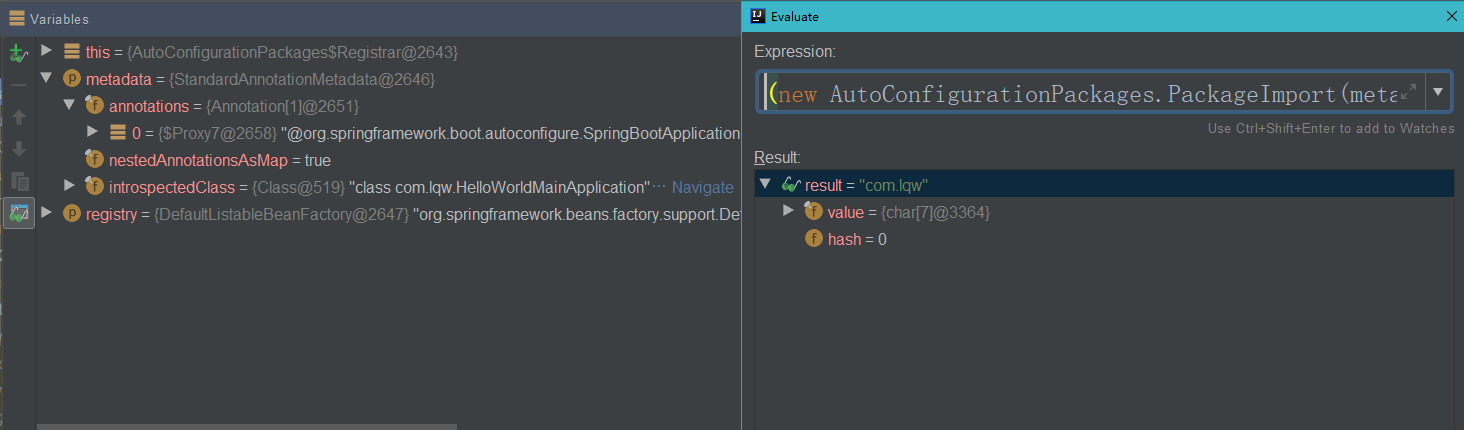 Variables
this = {AutoConfigurationPackages$Registrar@2643}
metadata = {StandardAnnotationMetadata@2646}
annotations = {Annotation[1]@2651}
0 = {$Proxy7@2658} "@org.springframework.boot.autoconfigure.SpringBootApplication
nestedAnnotationsAsMap = true
introspectedClass = {Class@519} "class com.lqw.HelloWorldMainApplication"... Navigate
registry = {DefaultListableBeanFactory@2647} "org.springframework.beans.factory.support.De
Evaluate
Expression:
(new AutoConfigurationPackages.PackageImport(meta
Use Ctrl+Shift+Enter to add to Watches
Result:
result = "com.lqw"
value = {char[7]@3364}
hash = 0